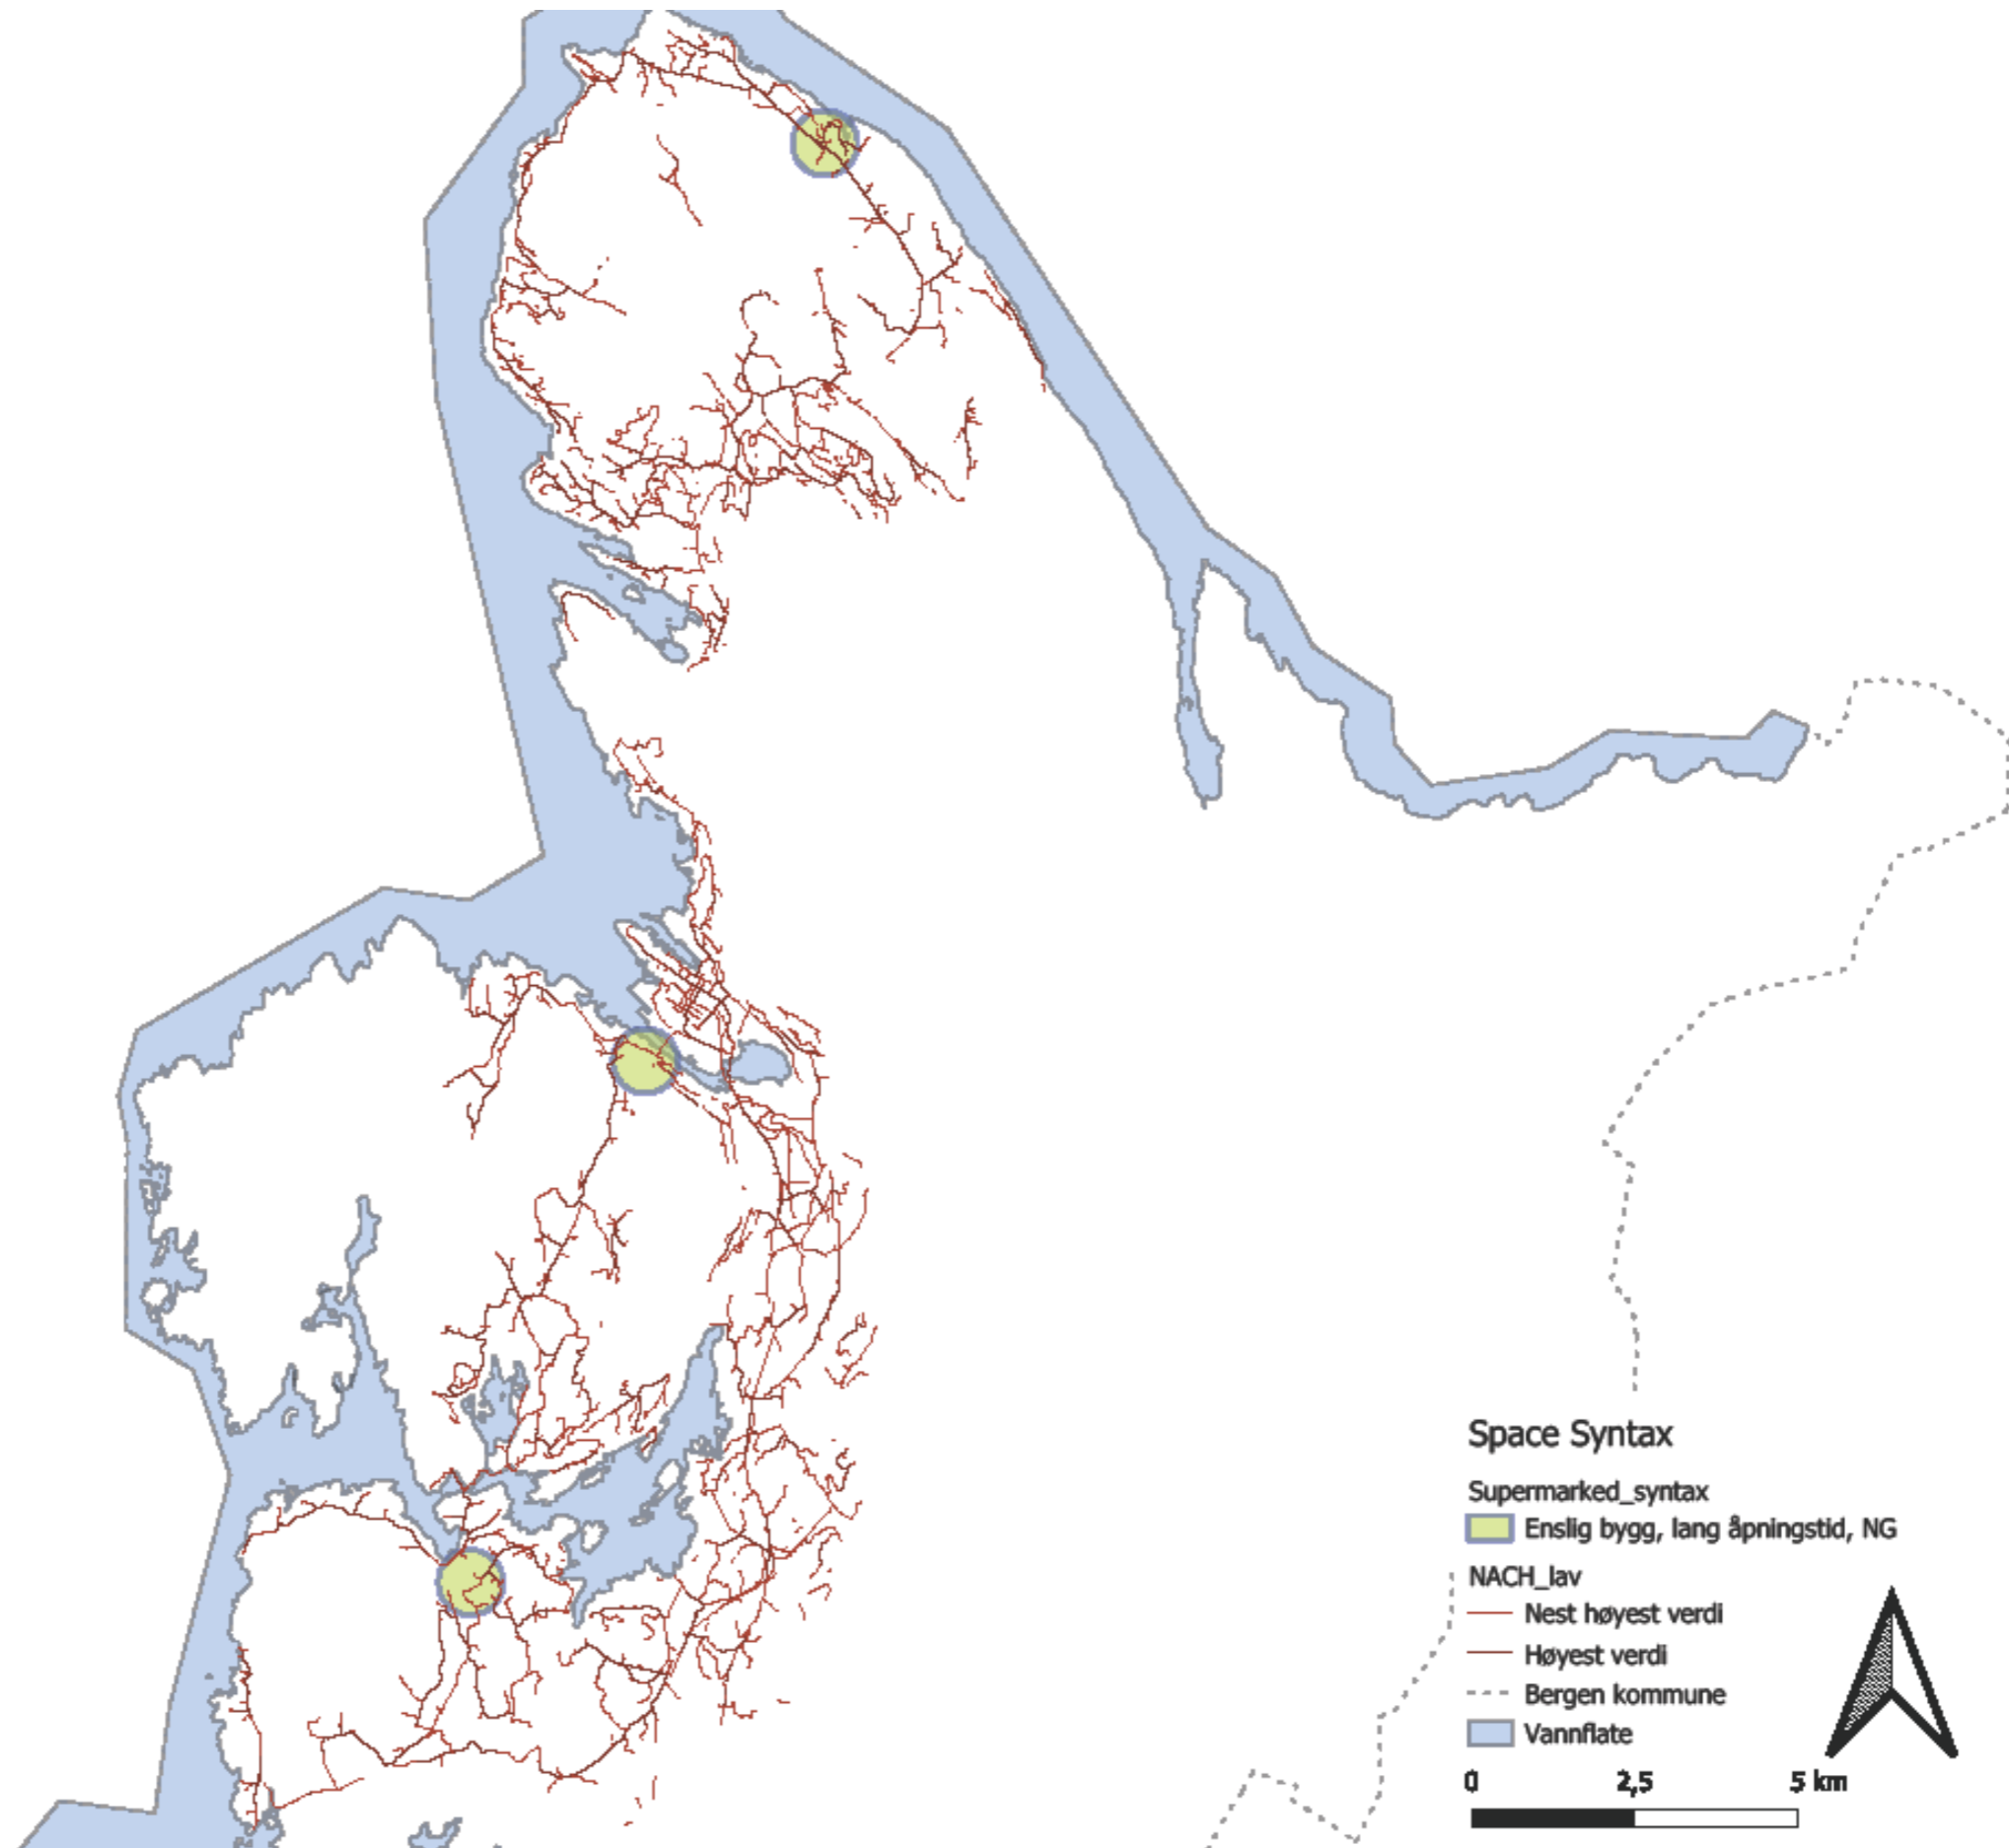 Space Syntax
Supermarked_syntax
Enslig bygg, lang åpningstid, NG
NACH_lav
Nest høyest verdi
Høyest verdi
Bergen kommune
Vannflate
0 2,5 5 km